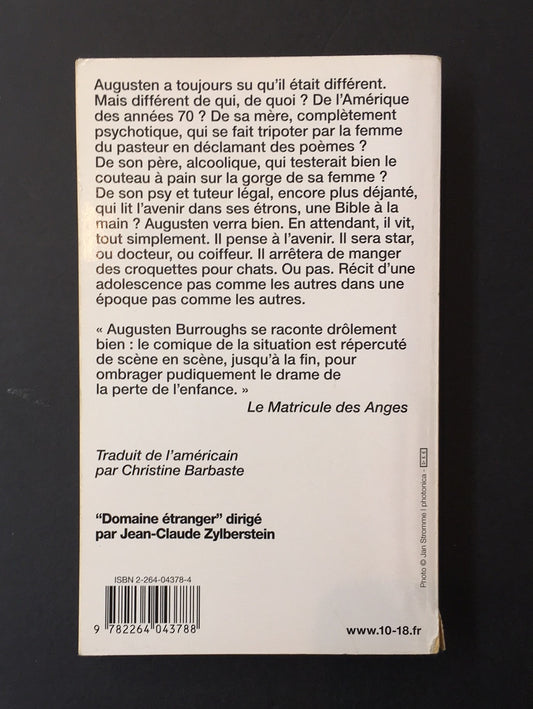 Augusten a toujours su qu'il était différent.
Mais différent de qui, de quoi ? De l'Amérique
des années 70 ? De sa mère, complètement
psychotique, qui se fait tripoter par la femme
du pasteur en déclamant des poèmes ?
De son père, alcoolique, qui testerait bien le
couteau à pain sur la gorge de sa femme ?
De son psy et tuteur légal, encore plus déjanté,
qui lit l'avenir dans ses étrons, une Bible à la
main ? Augusten verra bien. En attendant, il vit,
tout simplement. Il pense à l'avenir. Il sera star,
ou docteur, ou coiffeur. Il arrêtera de manger
des croquettes pour chats. Ou pas. Récit d'une
adolescence pas comme les autres dans une
époque pas comme les autres.
« Augusten Burroughs se raconte drôlement
bien : le comique de la situation est répercuté
de scène en scène, jusqu'à la fin, pour
ombrager pudiquement le drame de
la perte de l'enfance. »
Le Matricule des Anges
Traduit de l'américain
par Christine Barbaste
"Domaine étranger" dirigé
par Jean-Claude Zylberstein
ISBN 2-264-04378-4
9 782264 043788
www.10-18.fr
Photo © Jan Stromme | photonica -